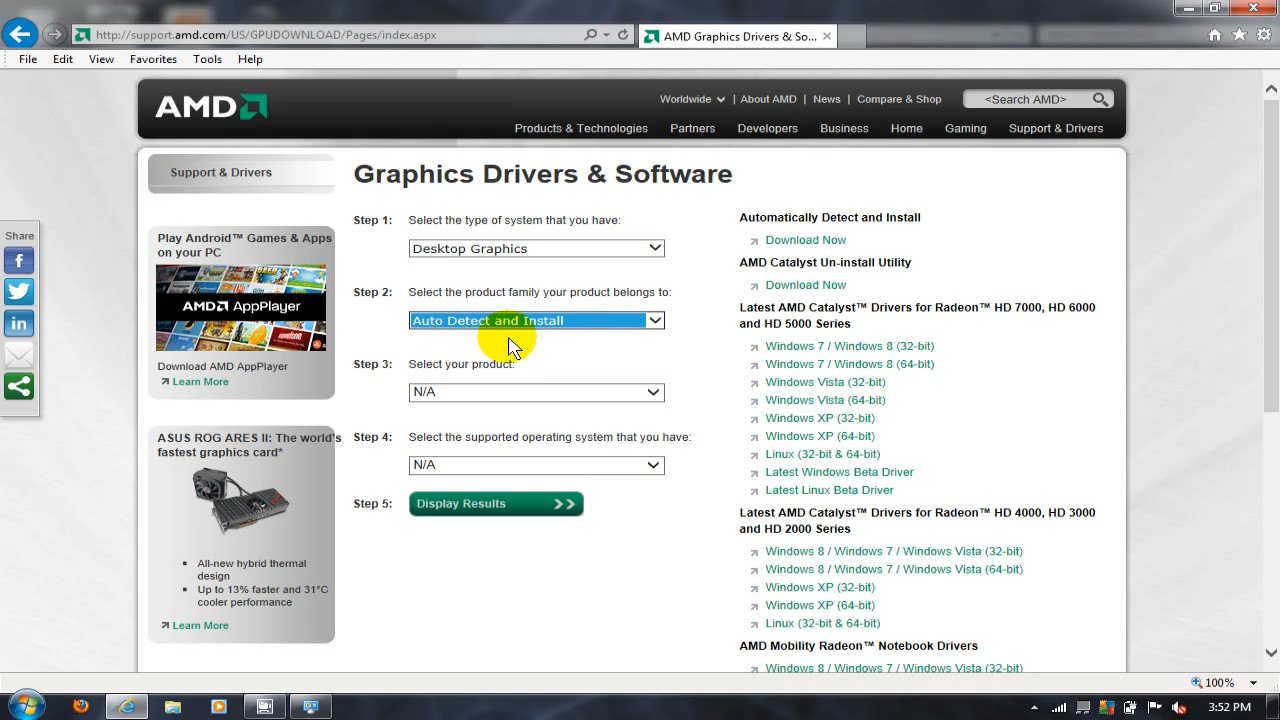 http://support.amd.com/US/GPUDOWNLOAD/Pages/index.aspx
AMD Graphics Drivers & So...
File Edit View Favorites Tools Help
AMD
Worldwide | About AMD | News | Compare & Shop
<Search AMD>
Products & Technologies Partners Developers Business Home Gaming Support & Drivers
Share
Support & Drivers
Play Android™ Games & Apps
on your PC
AMD AppPlayer
Download AMD AppPlayer
Learn More
ASUS ROG ARES II: The world's
fastest graphics card*
All-new hybrid thermal
design
Up to 13% faster and 31°C
cooler performance
Learn More
Graphics Drivers & Software
Step 1: Select the type of system that you have:
Desktop Graphics
Step 2: Select the product family your product belongs to:
Auto Detect and Install
Step 3: Select your product:
N/A
Step 4: Select the supported operating system that you have:
N/A
Step 5: Display Results
Automatically Detect and Install
Download Now
AMD Catalyst Un-install Utility
Download Now
Latest AMD Catalyst™ Drivers for Radeon™ HD 7000, HD 6000
and HD 5000 Series
Windows 7 / Windows 8 (32-bit)
Windows 7 / Windows 8 (64-bit)
Windows Vista (32-bit)
Windows Vista (64-bit)
Windows XP (32-bit)
Windows XP (64-bit)
Linux (32-bit & 64-bit)
Latest Windows Beta Driver
Latest Linux Beta Driver
Latest AMD Catalyst™ Drivers for Radeon™ HD 4000, HD 3000
and HD 2000 Series
Windows 8 / Windows 7 / Windows Vista (32-bit)
Windows 8 / Windows 7 / Windows Vista (64-bit)
Windows XP (32-bit)
Windows XP (64-bit)
Linux (32-bit & 64-bit)
AMD Mobility Radeon™ Notebook Drivers
Windows 8 / Windows 7 / Windows Vista (32-bit)
100%
3:52 PM